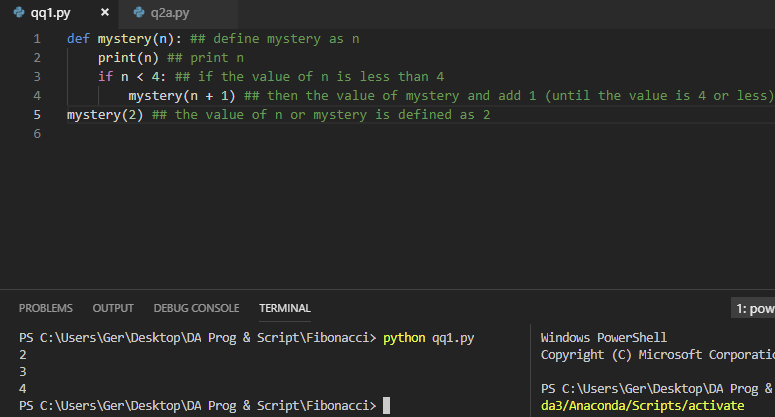 qq1.py × q2a.py
1 def mystery(n): ## define mystery as n
2 print(n) ## print n
3 if n < 4: ## if the value of n is less than 4
4 mystery(n + 1) ## then the value of mystery and add 1 (until the value is 4 or less)
5 mystery(2) ## the value of n or mystery is defined as 2
6
PROBLEMS OUTPUT DEBUG CONSOLE TERMINAL 1: pow
PS C:\Users\Ger\Desktop\DA Prog & Script\Fibonacci> python qq1.py
2
3
4
PS C:\Users\Ger\Desktop\DA Prog & Script\Fibonacci>
Windows PowerShell
Copyright (C) Microsoft Corporatio
PS C:\Users\Ger\Desktop\DA Prog &
da3/Anaconda/Scripts/activate